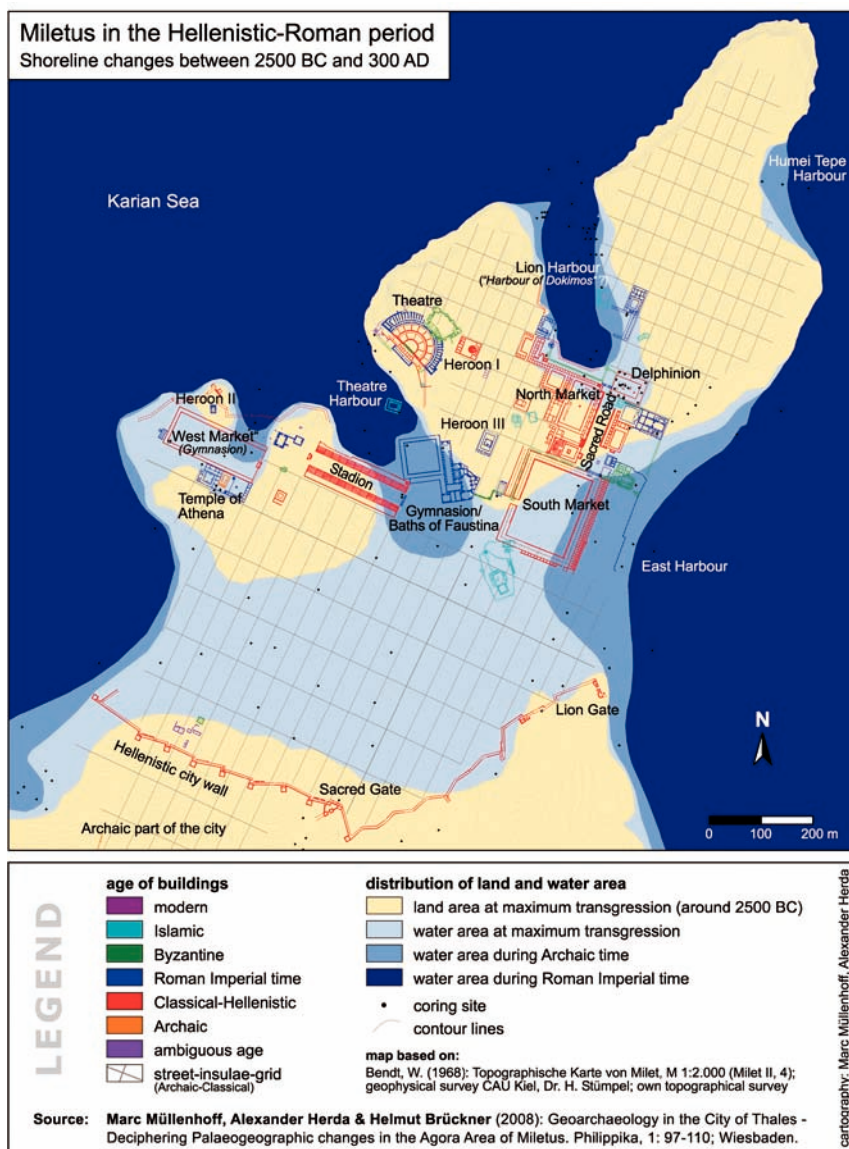 Miletus in the Hellenistic-Roman period
Shoreline changes between 2500 BC and 300 AD
Humei Tepe
Harbour
Karian Sea
Lion Harbour
("Harbour of Dokimos"?)
Theatre
Heroon I
Delphinion
North Market
Sacred Road
Theatre
Harbour
Heroon II
Heroon III
"West Market"
(Gymnasion)
Stadion
Temple of
Athena
Gymnasion/
Baths of Faustina
South Market
East Harbour
Lion Gate
Hellenistic city wall
Sacred Gate
Archaic part of the city
N
0 100 200 m
LEGEND
age of buildings
modern
Islamic
Byzantine
Roman Imperial time
Classical-Hellenistic
Archaic
ambiguous age
street-insulae-grid
(Archaic-Classical)
distribution of land and water area
land area at maximum transgression (around 2500 BC)
water area at maximum transgression
water area during Archaic time
water area during Roman Imperial time
coring site
contour lines
map based on:
Bendt, W. (1968): Topographische Karte von Milet, M 1:2.000 (Milet II, 4);
geophysical survey CAU Kiel, Dr. H. Stümpel; own topographical survey
Source: Marc Müllenhoff, Alexander Herda & Helmut Brückner (2008): Geoarchaeology in the City of Thales -
Deciphering Palaeogeographic changes in the Agora Area of Miletus. Philippika, 1: 97-110; Wiesbaden.
cartography: Marc Müllenhoff, Alexander Herda